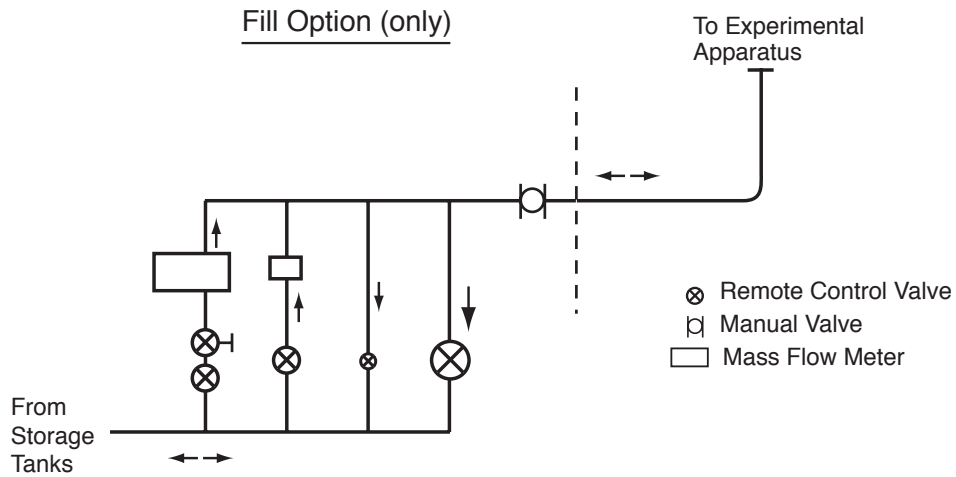 Fill Option (only)
To Experimental
Apparatus
Remote Control Valve
Manual Valve
Mass Flow Meter
From
Storage
Tanks